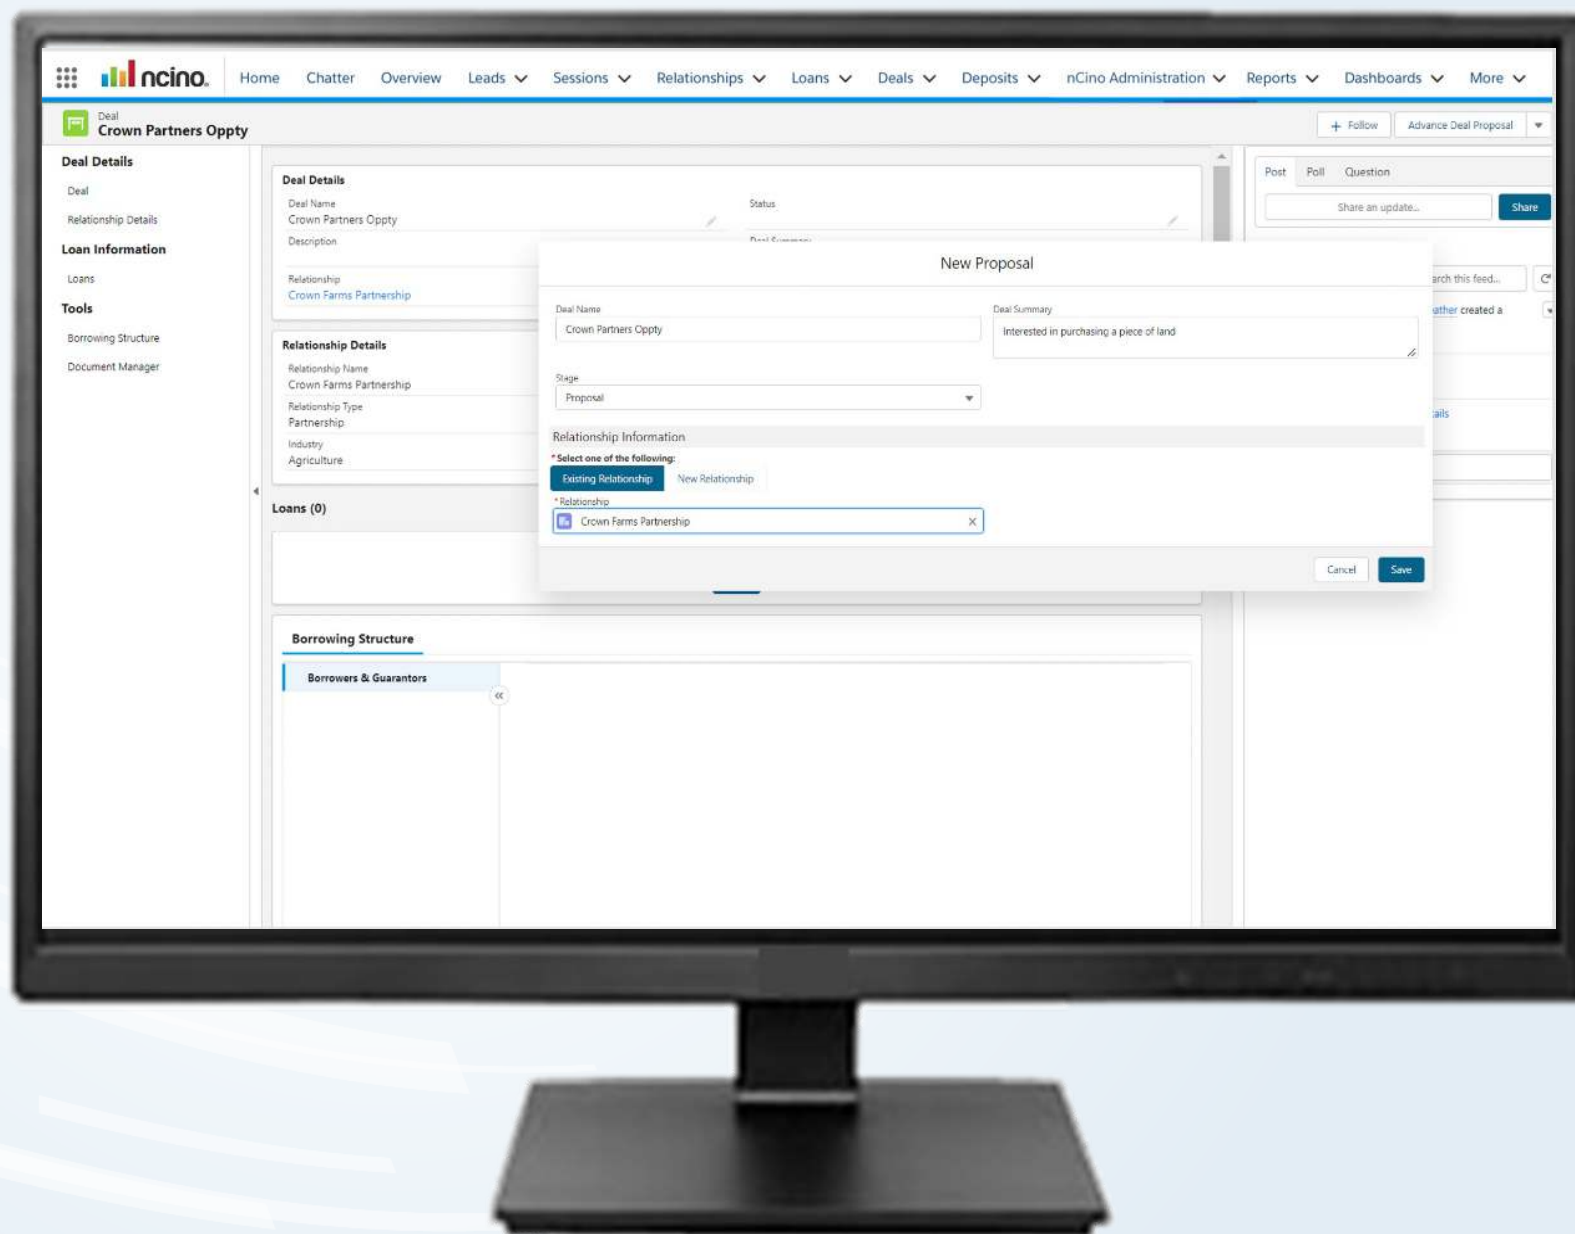 ncino.
Home Chatter Overview Leads Sessions Relationships Loans Deals Deposits nCino Administration Reports Dashboards More
Deal
Crown Partners Oppty
+ Follow Advance Deal Proposal
Deal Details
Deal
Relationship Details
Loan Information
Loans
Tools
Borrowing Structure
Document Manager
Deal Details
Deal Name
Crown Partners Oppty
Status
Description
Deal Summary
Relationship
Crown Farms Partnership
Relationship Details
Relationship Name
Crown Farms Partnership
Relationship Type
Partnership
Industry
Agriculture
Loans (0)
Borrowing Structure
Borrowers & Guarantors
New Proposal
Deal Name
Crown Partners Oppty
Deal Summary
Interested in purchasing a piece of land
Stage
Proposal
Relationship Information
*Select one of the following:
Existing Relationship New Relationship
*Relationship
Crown Farms Partnership
Cancel Save
Post Poll Question
Share an update... Share
this feed...
created a